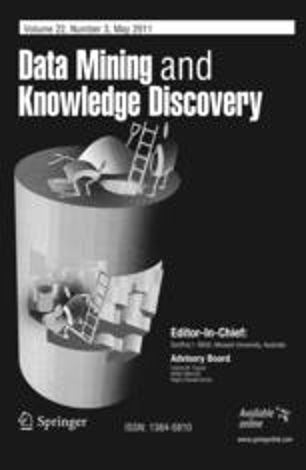 Volume 22, Number 3, May 2011
Data Mining and
Knowledge Discovery
Editor-in-Chief:
Advisory Board
Springer
ISSN: 1384-5810
Available
online